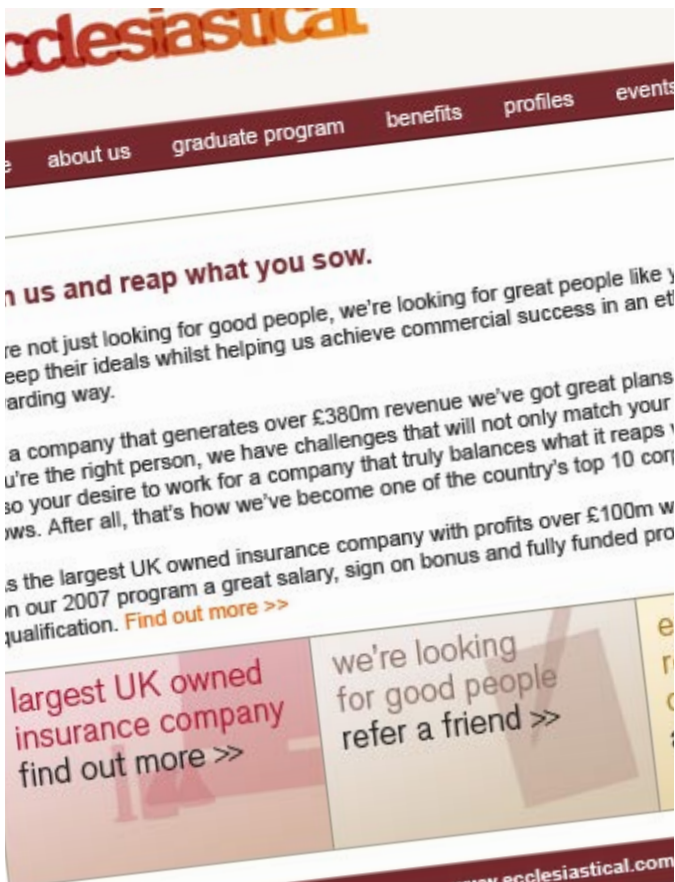 ecclesiastical
e about us graduate program benefits profiles events
n us and reap what you sow.
re not just looking for good people, we're looking for great people like y
eep their ideals whilst helping us achieve commercial success in an et
arding way.
a company that generates over £380m revenue we've got great plans
u're the right person, we have challenges that will not only match your
so your desire to work for a company that truly balances what it reaps
ows. After all, that's how we've become one of the country's top 10 corp
s the largest UK owned insurance company with profits over £100m w
n our 2007 program a great salary, sign on bonus and fully funded pro
qualification. Find out more >>
largest UK owned
insurance company
find out more >>
we're looking
for good people
refer a friend >>
www.ecclesiastical.com